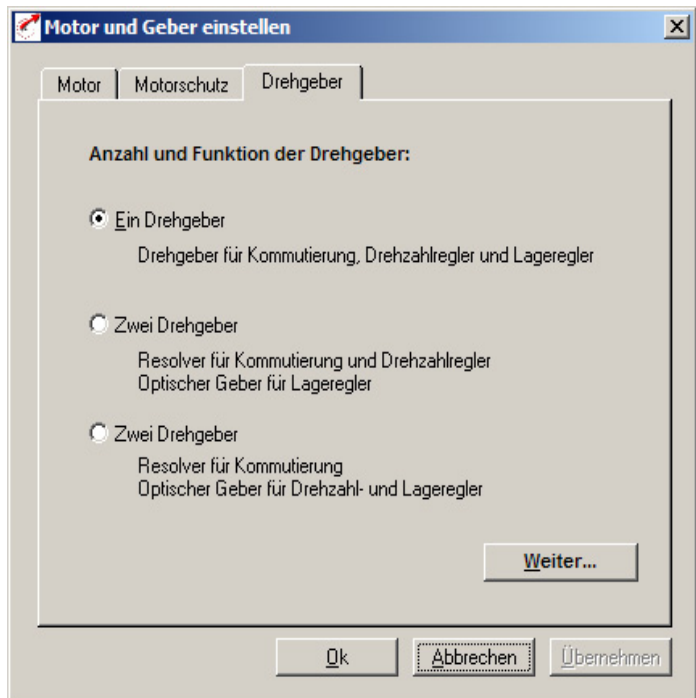 Motor und Geber einstellen
Motor
Motorschutz
Drehgeber
Anzahl und Funktion der Drehgeber:
Ein Drehgeber
Drehgeber für Kommutierung, Drehzahlregler und Lageregler
Zwei Drehgeber
Resolver für Kommutierung und Drehzahlregler
Optischer Geber für Lageregler
Zwei Drehgeber
Resolver für Kommutierung
Optischer Geber für Drehzahl- und Lageregler
Weiter...
Ok
Abbrechen
Übernehmen